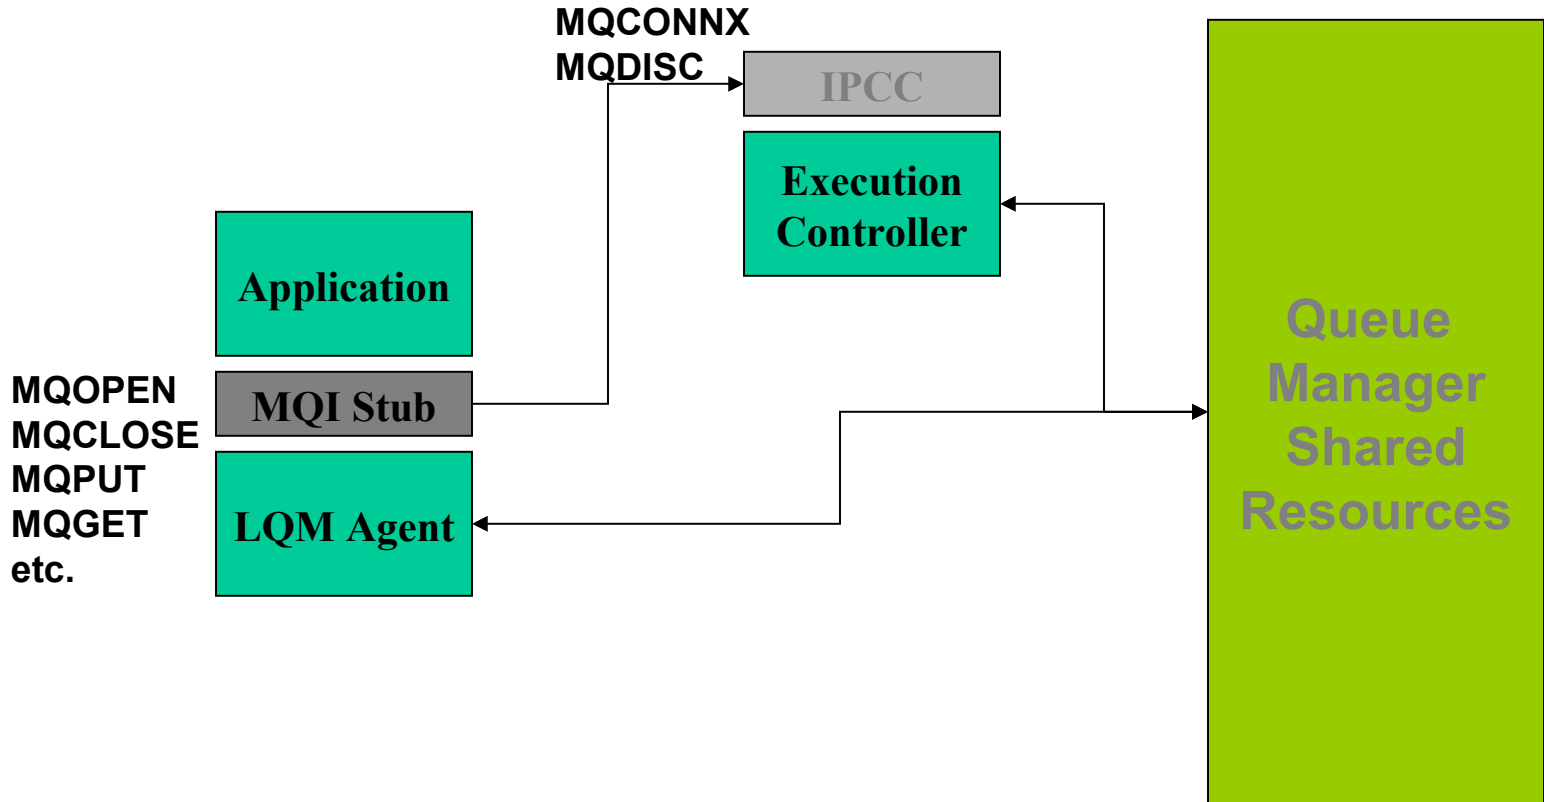 MQCONNX
MQDISC
IPCC
Execution
Controller
Application
MQI Stub
LQM Agent
MQOPEN
MQCLOSE
MQPUT
MQGET
etc.
Queue
Manager
Shared
Resources